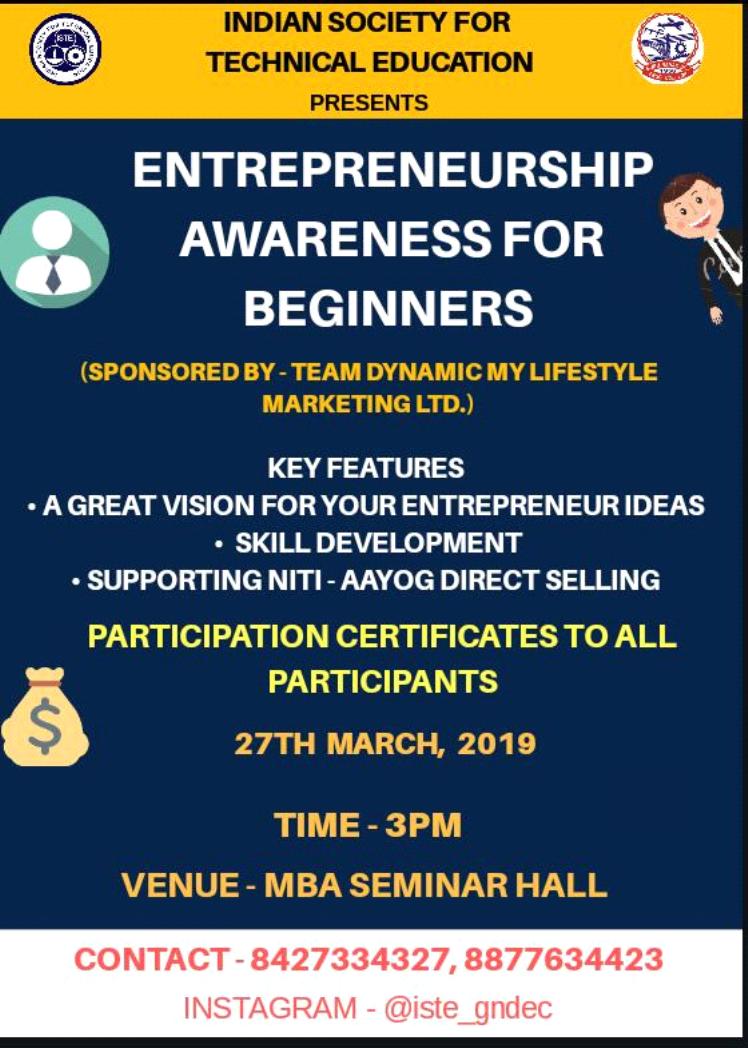 INDIAN SOCIETY FOR
TECHNICAL EDUCATION
PRESENTS
ISTE
ENTREPRENEURSHIP
AWARENESS FOR
BEGINNERS
(SPONSORED BY - TEAM DYNAMIC MY LIFESTYLE
MARKETING LTD.)
KEY FEATURES
• A GREAT VISION FOR YOUR ENTREPRENEUR IDEAS
• SKILL DEVELOPMENT
• SUPPORTING NITI - AAYOG DIRECT SELLING
PARTICIPATION CERTIFICATES TO ALL
PARTICIPANTS
27TH MARCH, 2019
TIME - 3PM
VENUE - MBA SEMINAR HALL
CONTACT - 8427334327, 8877634423
INSTAGRAM - @iste_gndec